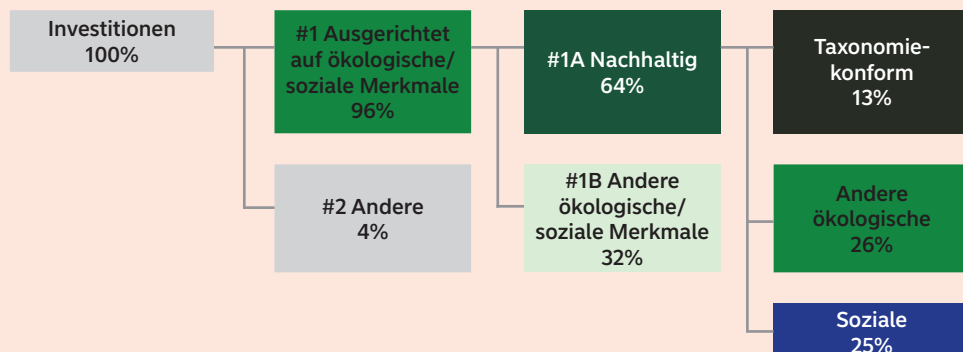 Investitionen
100%
#1 Ausgerichtet
auf ökologische/
soziale Merkmale
96%
#1A Nachhaltig
64%
Taxonomie-
konform
13%
#2 Andere
4%
#1B Andere
ökologische/
soziale Merkmale
32%
Andere
ökologische
26%
Soziale
25%